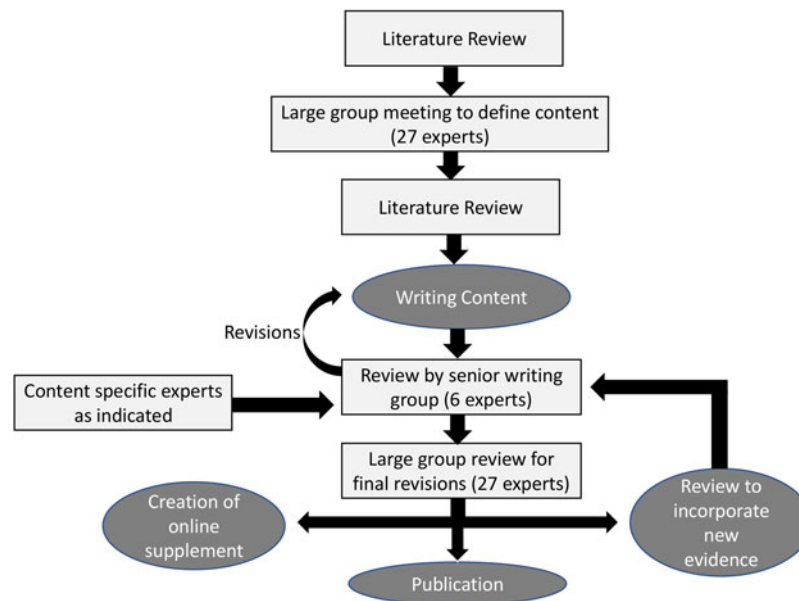 Literature Review
Large group meeting to define content
(27 experts)
Literature Review
Writing Content
Revisions
Review by senior writing
group (6 experts)
Content specific experts
as indicated
Large group review for
final revisions (27 experts)
Creation of
online
supplement
Review to
incorporate
new
evidence
Publication